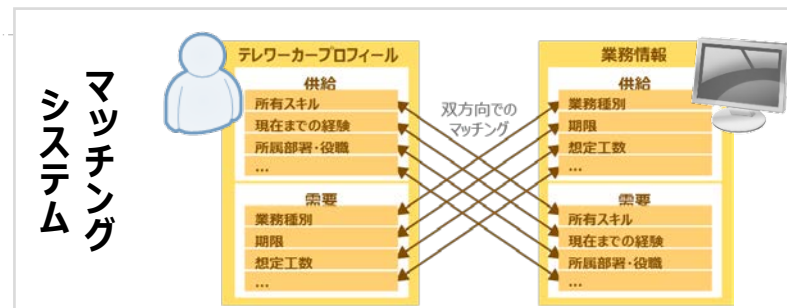 マッチング
システム
テレワーカープロフィール
供給
所有スキル
現在までの経験
所属部署・役職
...
需要
業務種別
期限
想定工数
...
双方向での
マッチング
業務情報
供給
業務種別
期限
想定工数
...
需要
所有スキル
現在までの経験
所属部署・役職
...